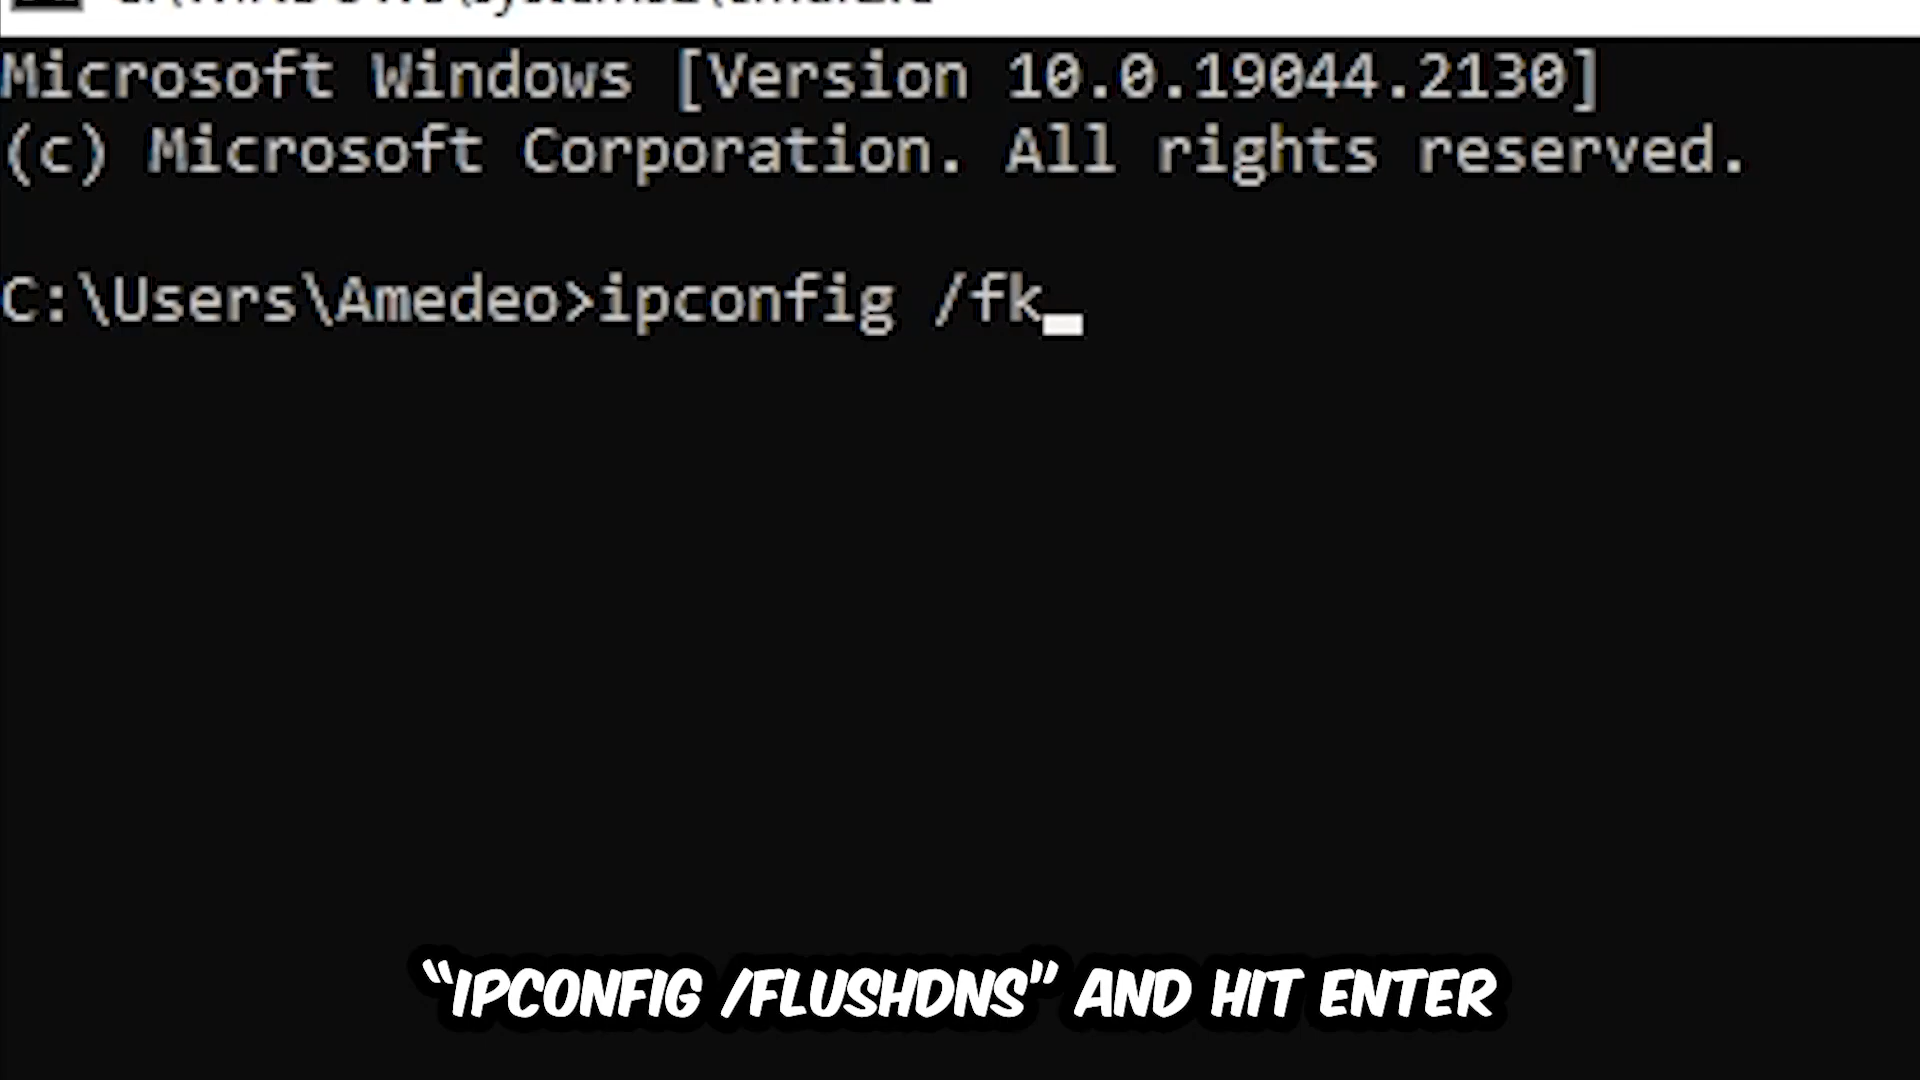 Microsoft Windows [Version 10.0.19044.2130]
(c) Microsoft Corporation. All rights reserved.
C:\Users\Amedeo>ipconfig /fk
“IPCONFIG /FLUSHDNS” AND HIT ENTER